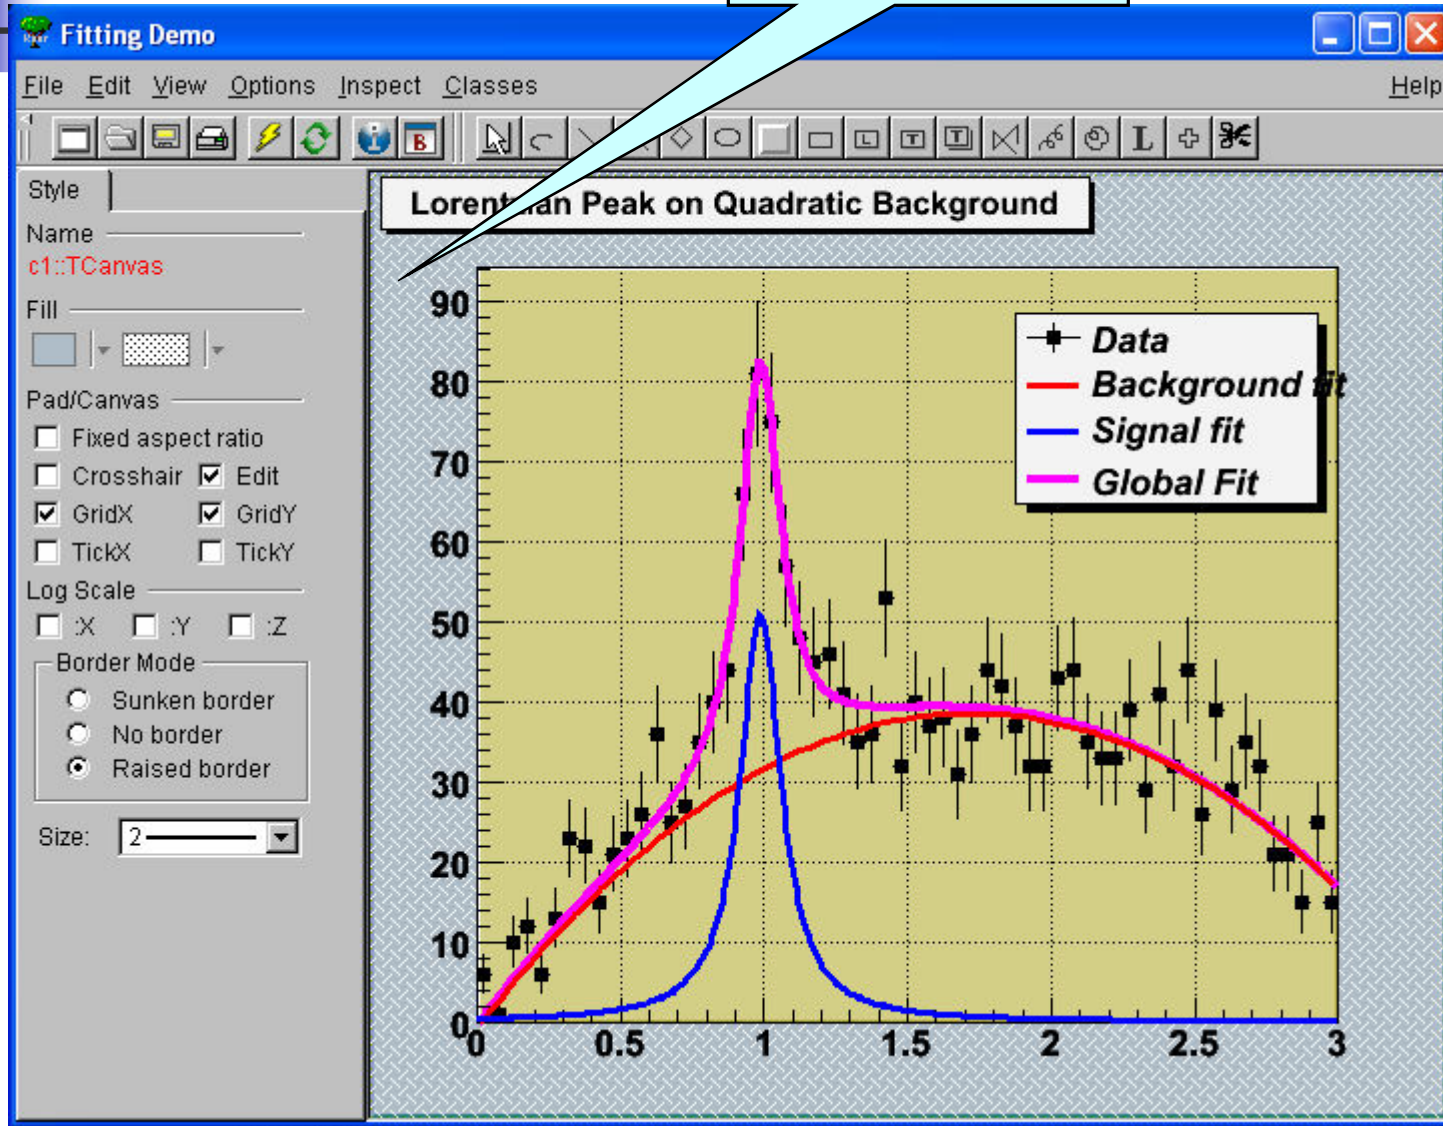 Fitting Demo
File Edit View Options Inspect Classes Help
B L T T L
Style
Name
c1::TCanvas
Fill
Pad/Canvas
Fixed aspect ratio
Crosshair Edit
GridX GridY
TickX TickY
Log Scale
:X :Y :Z
Border Mode
Sunken border
No border
Raised border
Size: 2
Peak on Quadratic Background
Data
Background fit
Signal fit
Global Fit
90
80
70
60
50
40
30
20
10
0
0 0.5 1 1.5 2 2.5 3